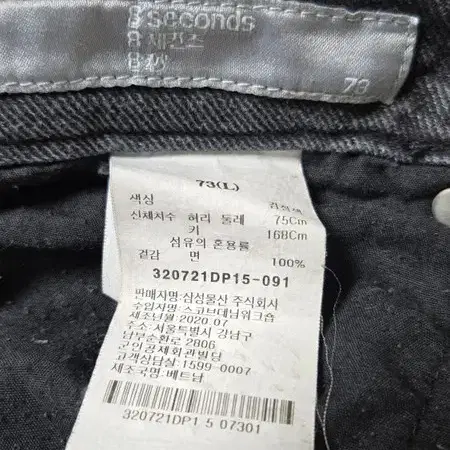 8seconds
8 세컨즈
8秒
73
73(L)
색상 검정색
신체치수 허리 둘레 75Cm
키 168Cm
섬유의 혼용률
겉감 면 100%
320721DP15-091
판매자명:삼성물산 주식회사
수입자명:스코브데님워크숍
제조년월:2020.07
주소:서울특별시 강남구
남부순환로 2806
군인공제회관빌딩
고객상담실:1599-0007
제조국명:베트남
320721DP1 5 07301